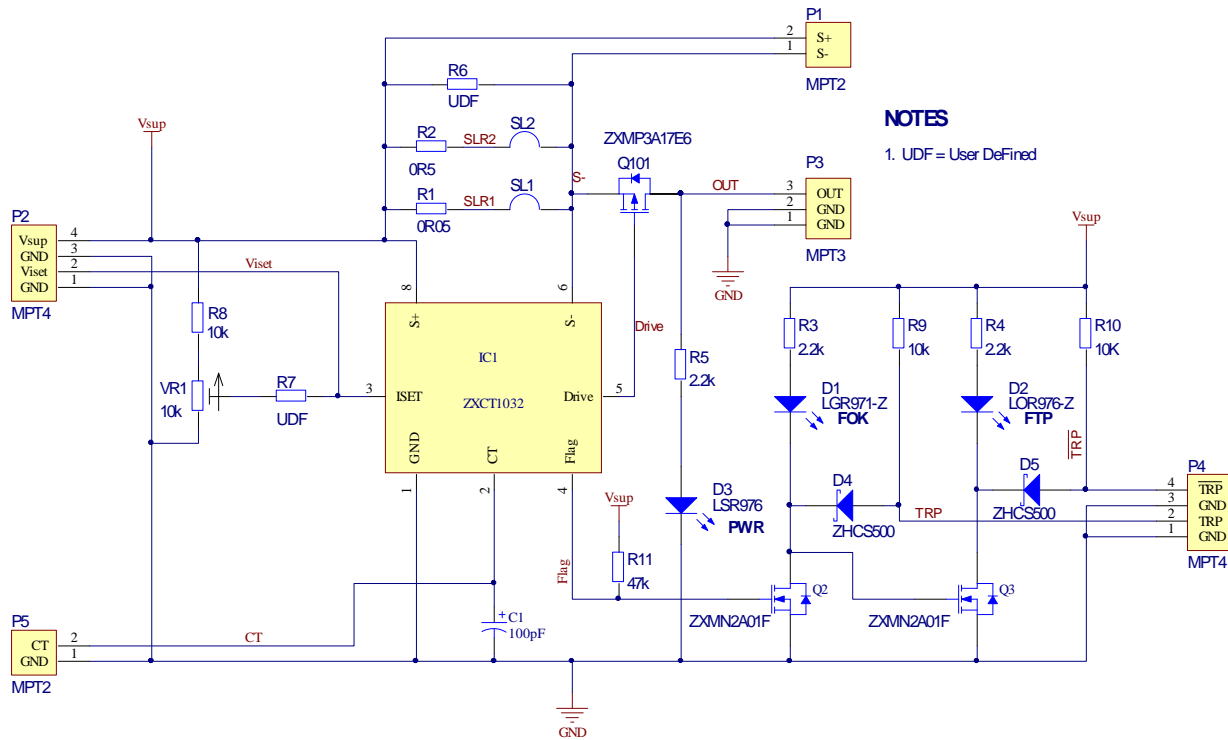 P1
2 S+
1 S-
MPT2
R6
UDF
NOTES
1. UDF = User DeFined
Vsup
R2
SLR2
SL2
0R5
ZXMP3A17E6
Q101
R1
SLR1
SL1
0R05
S-
OUT
P3
3 OUT
2 GND
1 GND
MPT3
GND
Vsup
P2
4 Vsup
3 GND
2 Viset
1 GND
MPT4
Viset
R8
10k
VR1
10k
R7
UDF
8
6
S+
S-
IC1
ZXCT1032
3 ISET
Drive 5
GND
CT
Flag
1
2
4
Drive
R5
2.2k
R3
2.2k
R9
10k
R4
2.2k
R10
10K
D1
LGR971-Z
FOK
D2
LOR976-Z
FTP
TRP
D3
LSR976
PWR
D4
ZHCS500
D5
ZHCS500
TRP
P4
4 TRP
3 GND
2 TRP
1 GND
MPT4
Vsup
R11
47k
Flag
Q2
ZXMN2A01F
Q3
ZXMN2A01F
+
C1
100pF
CT
P5
2 CT
1 GND
MPT2
GND